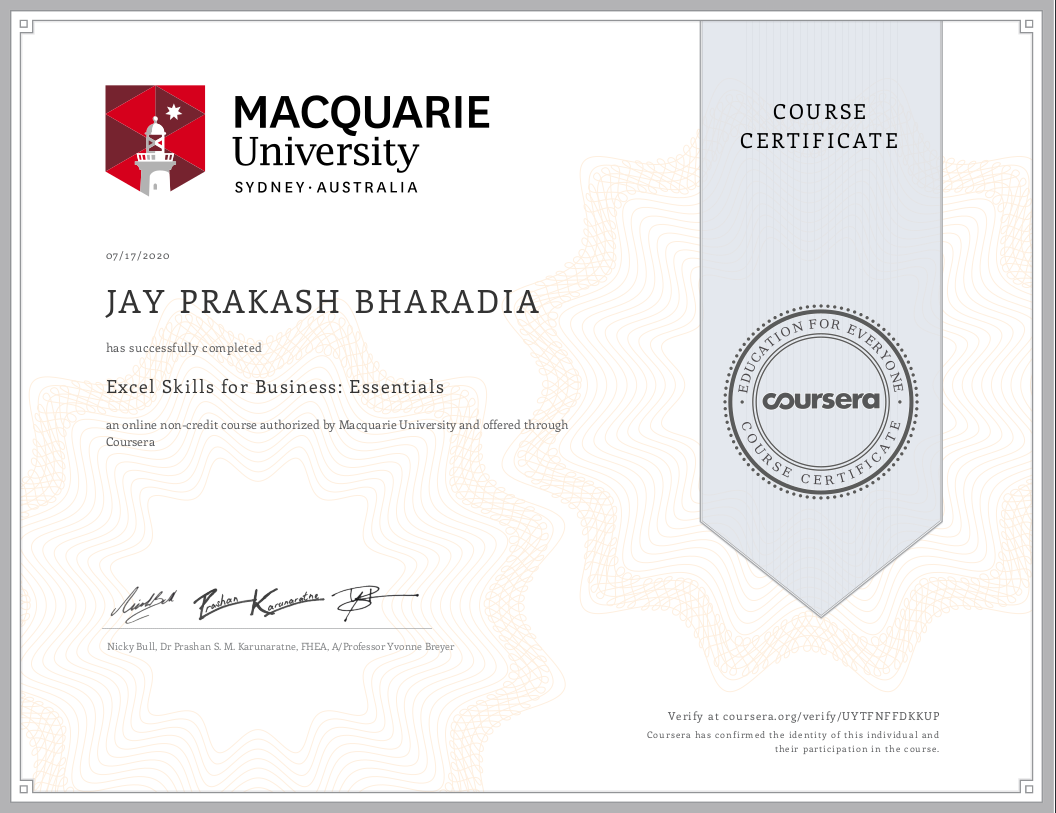 MACQUARIE
University
SYDNEY·AUSTRALIA
COURSE
CERTIFICATE
07/17/2020
JAY PRAKASH BHARADIA
has successfully completed
Excel Skills for Business: Essentials
an online non-credit course authorized by Macquarie University and offered through
Coursera
EDUCATION FOR EVERYONE
coursera
COURSE CERTIFICATE
Prashan Karunaratne
Nicky Bull, Dr Prashan S. M. Karunaratne, FHEA, A/Professor Yvonne Breyer
Verify at coursera.org/verify/UYTFNFFDKKUP
Coursera has confirmed the identity of this individual and
their participation in the course.